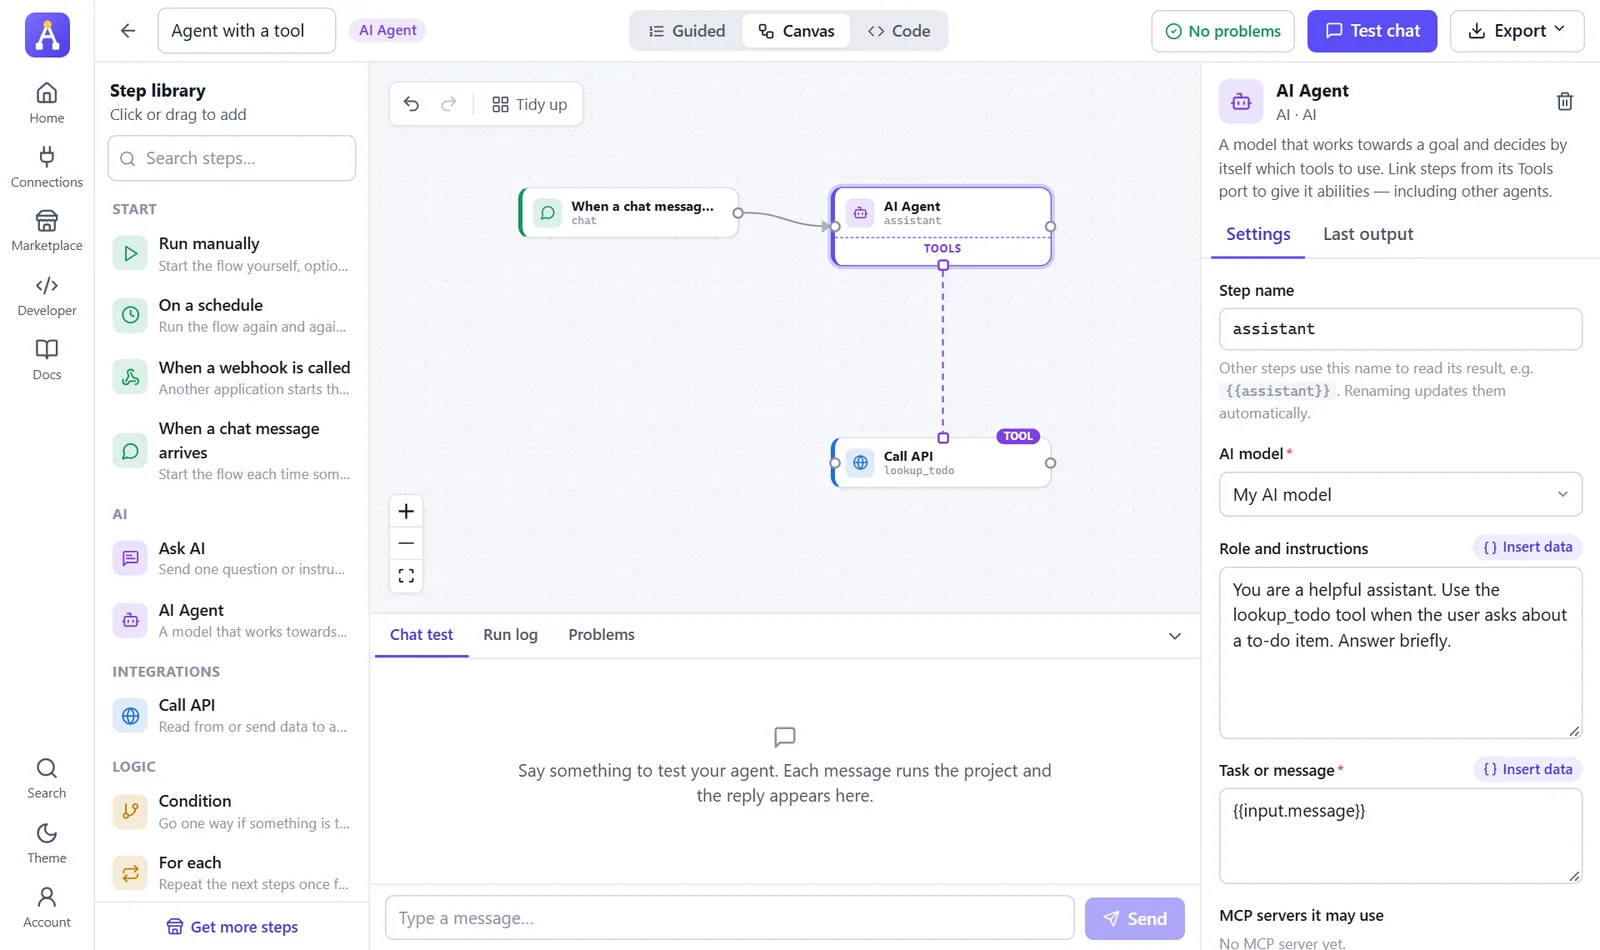 Agent with a tool
AI Agent
Guided
Canvas
Code
No problems
Test chat
Export
Home
Connections
Marketplace
Developer
Docs
Search
Theme
Account
Step library
Click or drag to add
Search steps...
START
Run manually
Start the flow yourself, optio...
On a schedule
Run the flow again and agai...
When a webhook is called
Another application starts th...
When a chat message
arrives
Start the flow each time som...
AI
Ask AI
Send one question or instru...
AI Agent
A model that works towards...
INTEGRATIONS
Call API
Read from or send data to a...
LOGIC
Condition
Go one way if something is t...
For each
Repeat the next steps once f...
Get more steps
Tidy up
When a chat messag...
chat
AI Agent
assistant
TOOLS
TOOL
Call API
lookup_todo
Chat test
Run log
Problems
Say something to test your agent. Each message runs the project and
the reply appears here.
Type a message...
Send
AI Agent
AI · AI
A model that works towards a goal and decides by
itself which tools to use. Link steps from its Tools
port to give it abilities — including other agents.
Settings
Last output
Step name
assistant
Other steps use this name to read its result, e.g.
{{assistant}} . Renaming updates them
automatically.
AI model*
My AI model
Role and instructions
{ } Insert data
You are a helpful assistant. Use the
lookup_todo tool when the user asks about
a to-do item. Answer briefly.
Task or message*
{ } Insert data
{{input.message}}
MCP servers it may use
No MCP server yet.